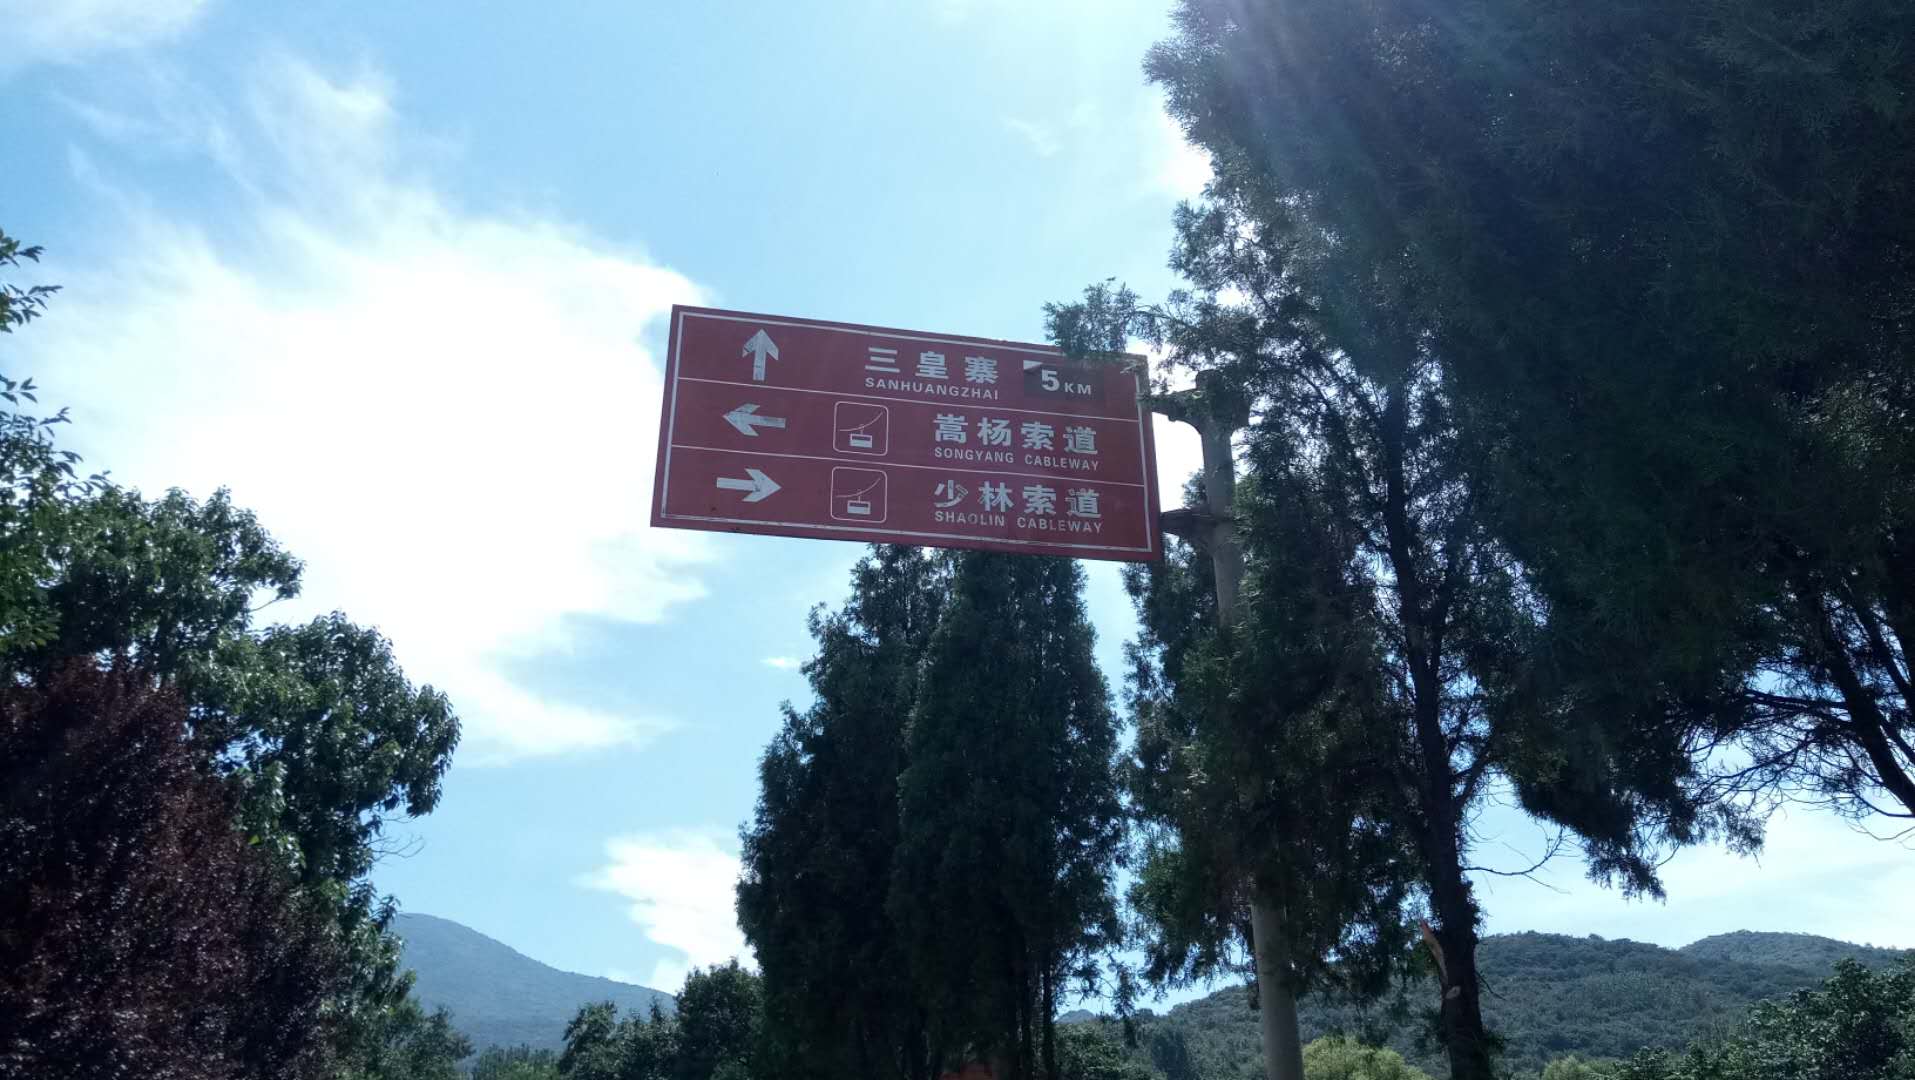 三皇寨 5KM
SANHUANGZHAI
嵩杨索道
SONGYANG CABLEWAY
少林索道
SHAOLIN CABLEWAY